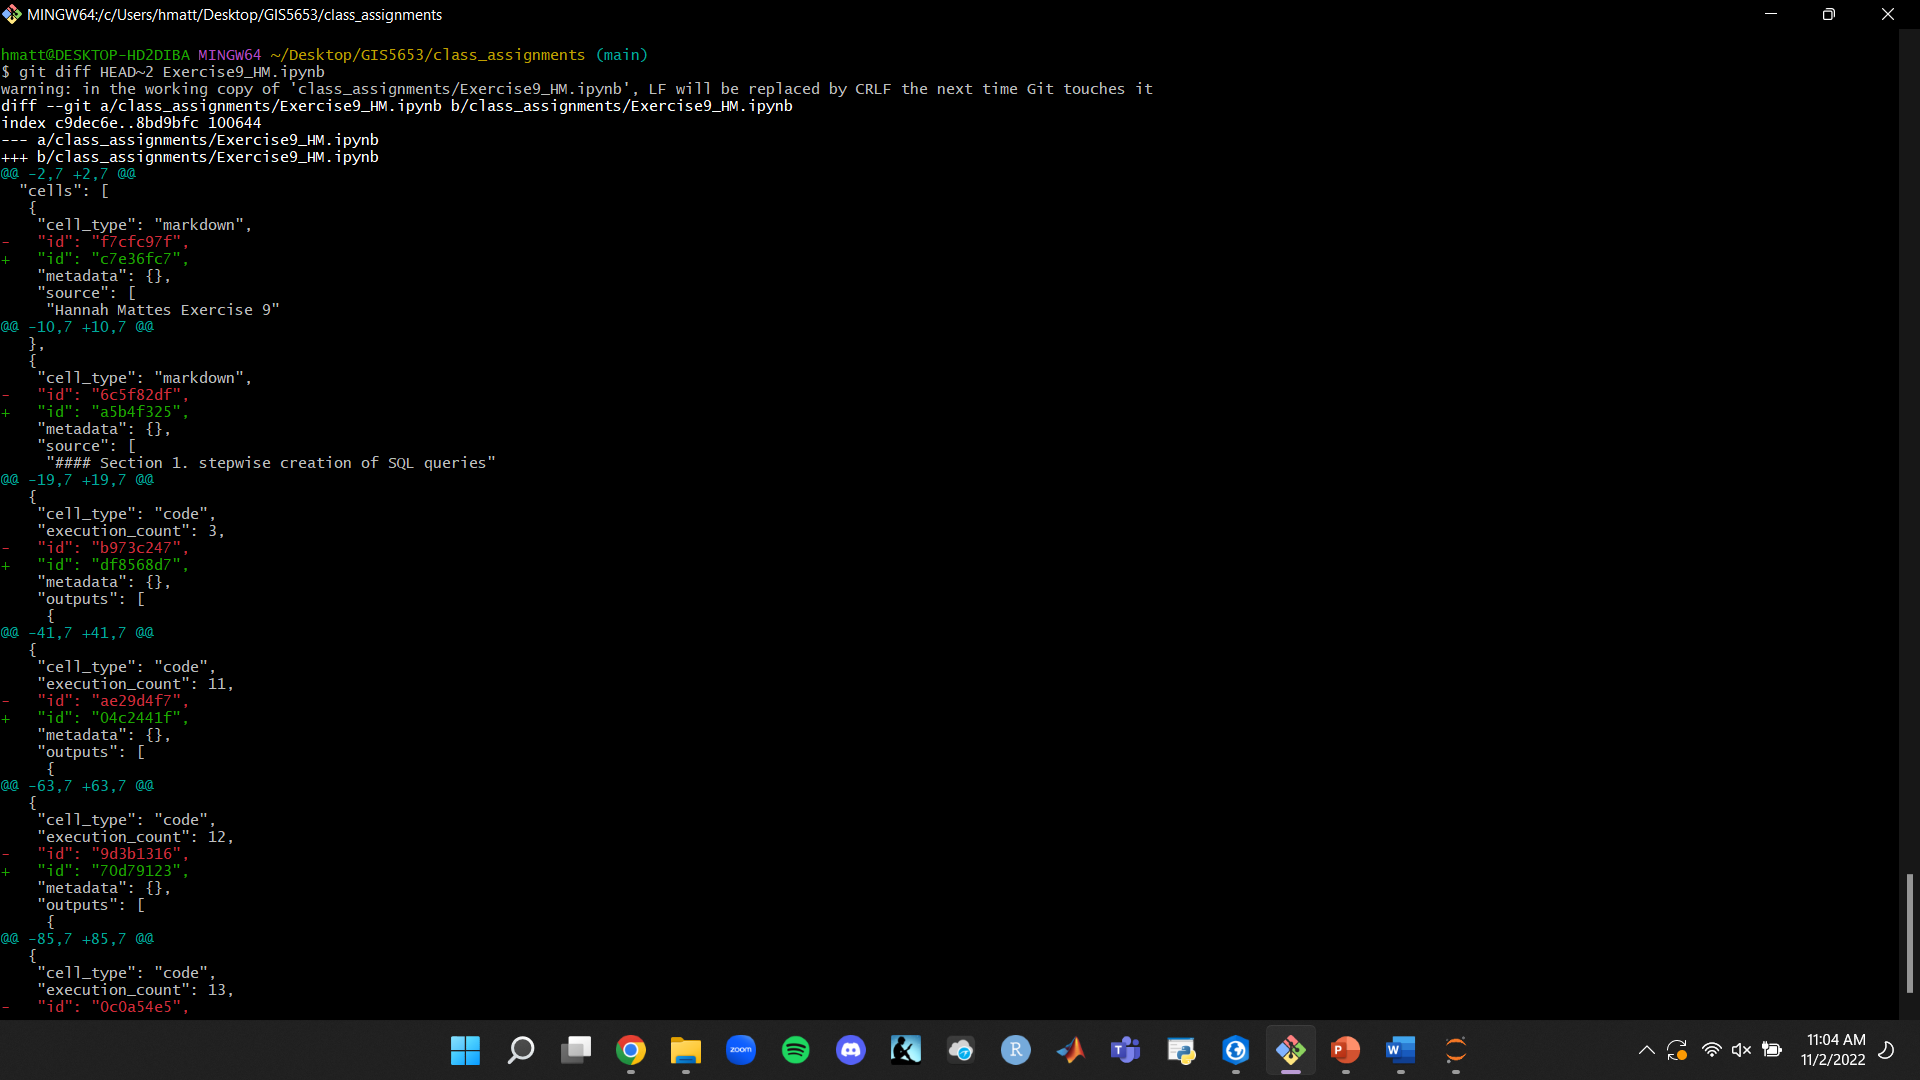 MINGW64:/c/Users/hmatt/Desktop/GIS5653/class_assignments
hmatt@DESKTOP-HD2DIBA MINGW64 ~/Desktop/GIS5653/class_assignments (main)
$ git diff HEAD~2 Exercise9_HM.ipynb
warning: in the working copy of 'class_assignments/Exercise9_HM.ipynb', LF will be replaced by CRLF the next time Git touches it
diff --git a/class_assignments/Exercise9_HM.ipynb b/class_assignments/Exercise9_HM.ipynb
index c9dec6e..8bd9bfc 100644
--- a/class_assignments/Exercise9_HM.ipynb
+++ b/class_assignments/Exercise9_HM.ipynb
@@ -2,7 +2,7 @@
  "cells": [
   {
    "cell_type": "markdown",
-   "id": "f7cfc97f",
+   "id": "c7e36fc7",
    "metadata": {},
    "source": [
     "Hannah Mattes Exercise 9"
@@ -10,7 +10,7 @@
   },
   {
    "cell_type": "markdown",
-   "id": "6c5f82df",
+   "id": "a5b4f325",
    "metadata": {},
    "source": [
     "#### Section 1. stepwise creation of SQL queries"
@@ -19,7 +19,7 @@
   {
    "cell_type": "code",
    "execution_count": 3,
-   "id": "b973c247",
+   "id": "df8568d7",
    "metadata": {},
    "outputs": [
     {
@@ -41,7 +41,7 @@
   {
    "cell_type": "code",
    "execution_count": 11,
-   "id": "ae29d4f7",
+   "id": "04c2441f",
    "metadata": {},
    "outputs": [
     {
@@ -63,7 +63,7 @@
   {
    "cell_type": "code",
    "execution_count": 12,
-   "id": "9d3b1316",
+   "id": "70d79123",
    "metadata": {},
    "outputs": [
     {
@@ -85,7 +85,7 @@
   {
    "cell_type": "code",
    "execution_count": 13,
-   "id": "0c0a54e5",
zoom
R
T
P
W
11:04 AM
11/2/2022